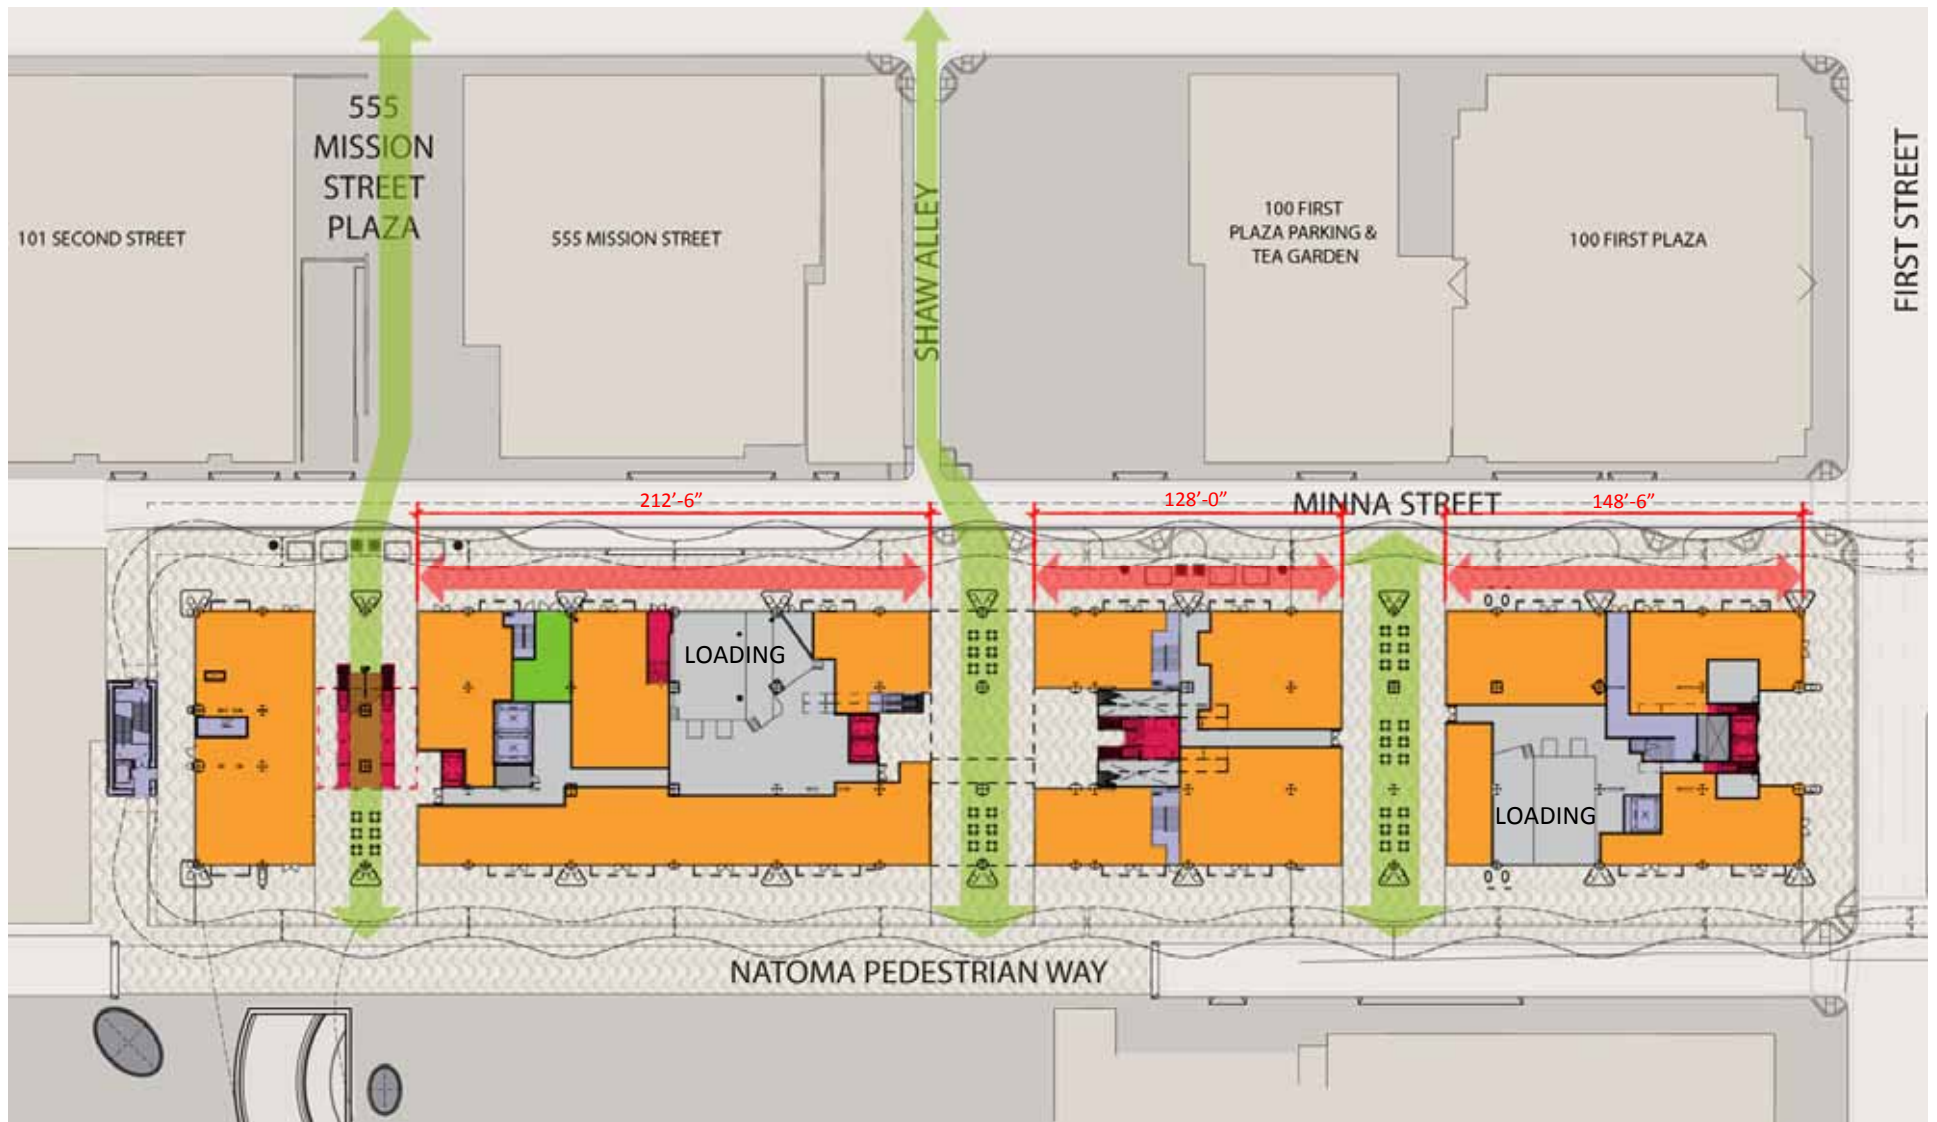 555
MISSION
STREET
PLAZA
101 SECOND STREET
555 MISSION STREET
SHAW ALLEY
100 FIRST
PLAZA PARKING &
TEA GARDEN
100 FIRST PLAZA
FIRST STREET
212'-6"
128'-0"
MINNA STREET
148'-6"
LOADING
LOADING
NATOMA PEDESTRIAN WAY